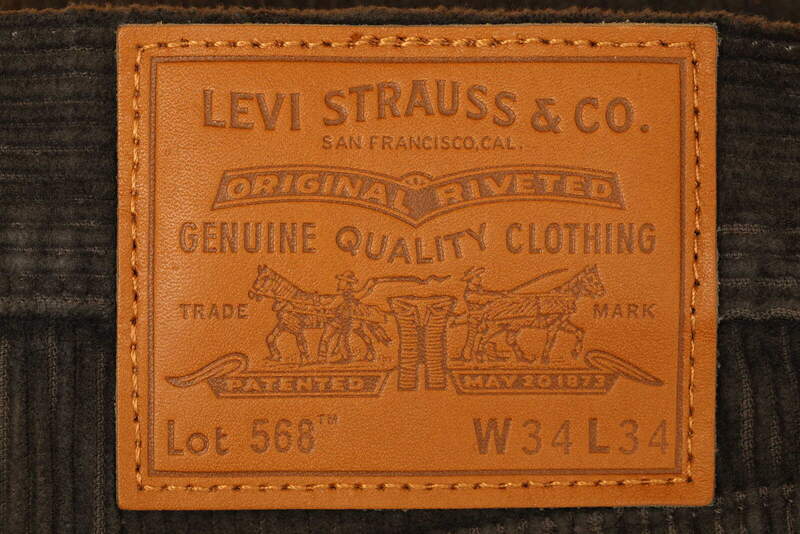 LEVI STRAUSS & CO.
SAN FRANCISCO, CAL.
ORIGINAL RIVETED
GENUINE QUALITY CLOTHING
TRADE MARK
PATENTED MAY 20 1873
Lot 568™ W34 L34